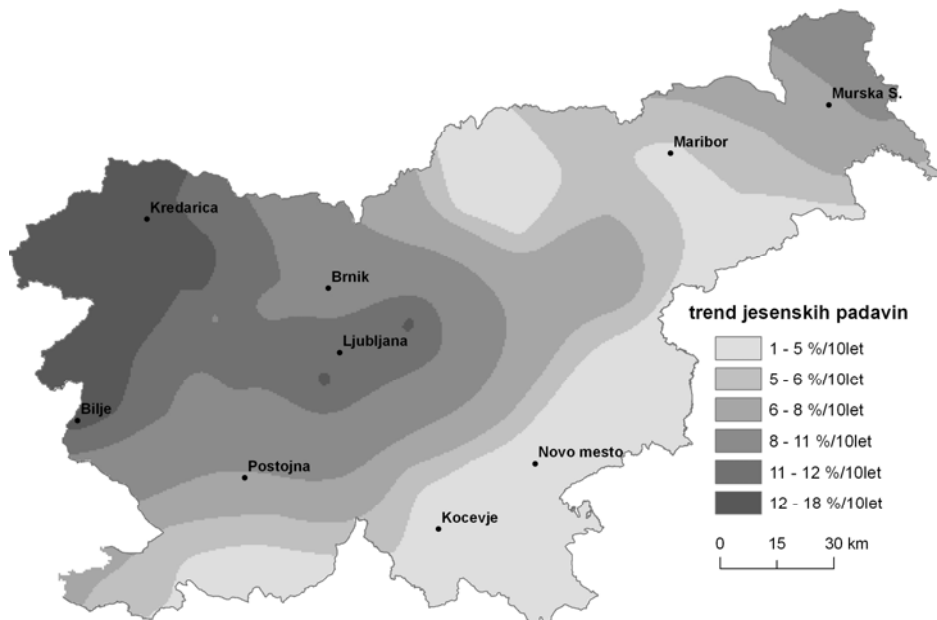 Murska S.
Maribor
Kredarica
Brnik
Ljubljana
Bilje
Postojna
Novo mesto
Kocevje
trend jesenskih padavin
1 - 5 %/10let
5 - 6 %/10let
6 - 8 %/10let
8 - 11 %/10let
11 - 12 %/10let
12 - 18 %/10let
0 15 30 km